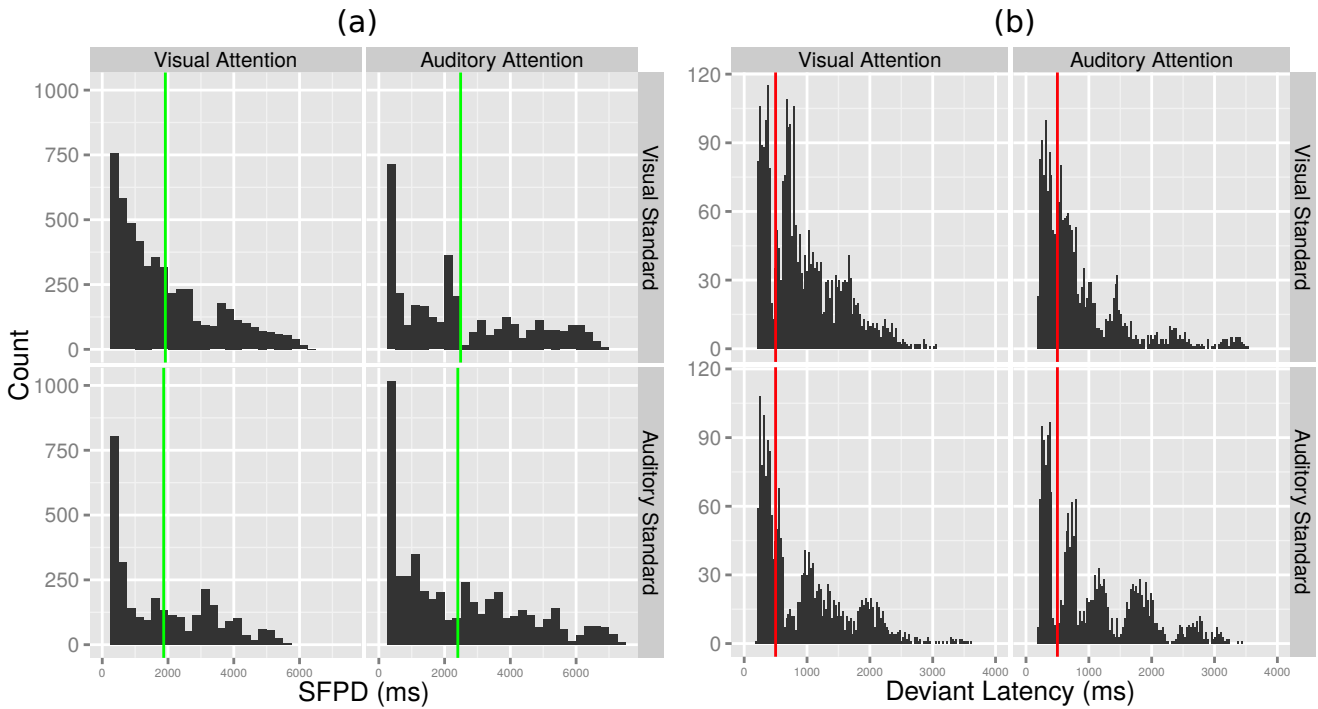 (a)
(b)
Visual Attention
Auditory Attention
Visual Attention
Auditory Attention
Count
1000
750
500
250
0
Visual Standard
120
90
60
30
0
Visual Standard
1000
750
500
250
0
Auditory Standard
120
90
60
30
0
Auditory Standard
0
2000
4000
6000
0
2000
4000
6000
0
1000
2000
3000
4000
0
1000
2000
3000
4000
SFPD (ms)
Deviant Latency (ms)